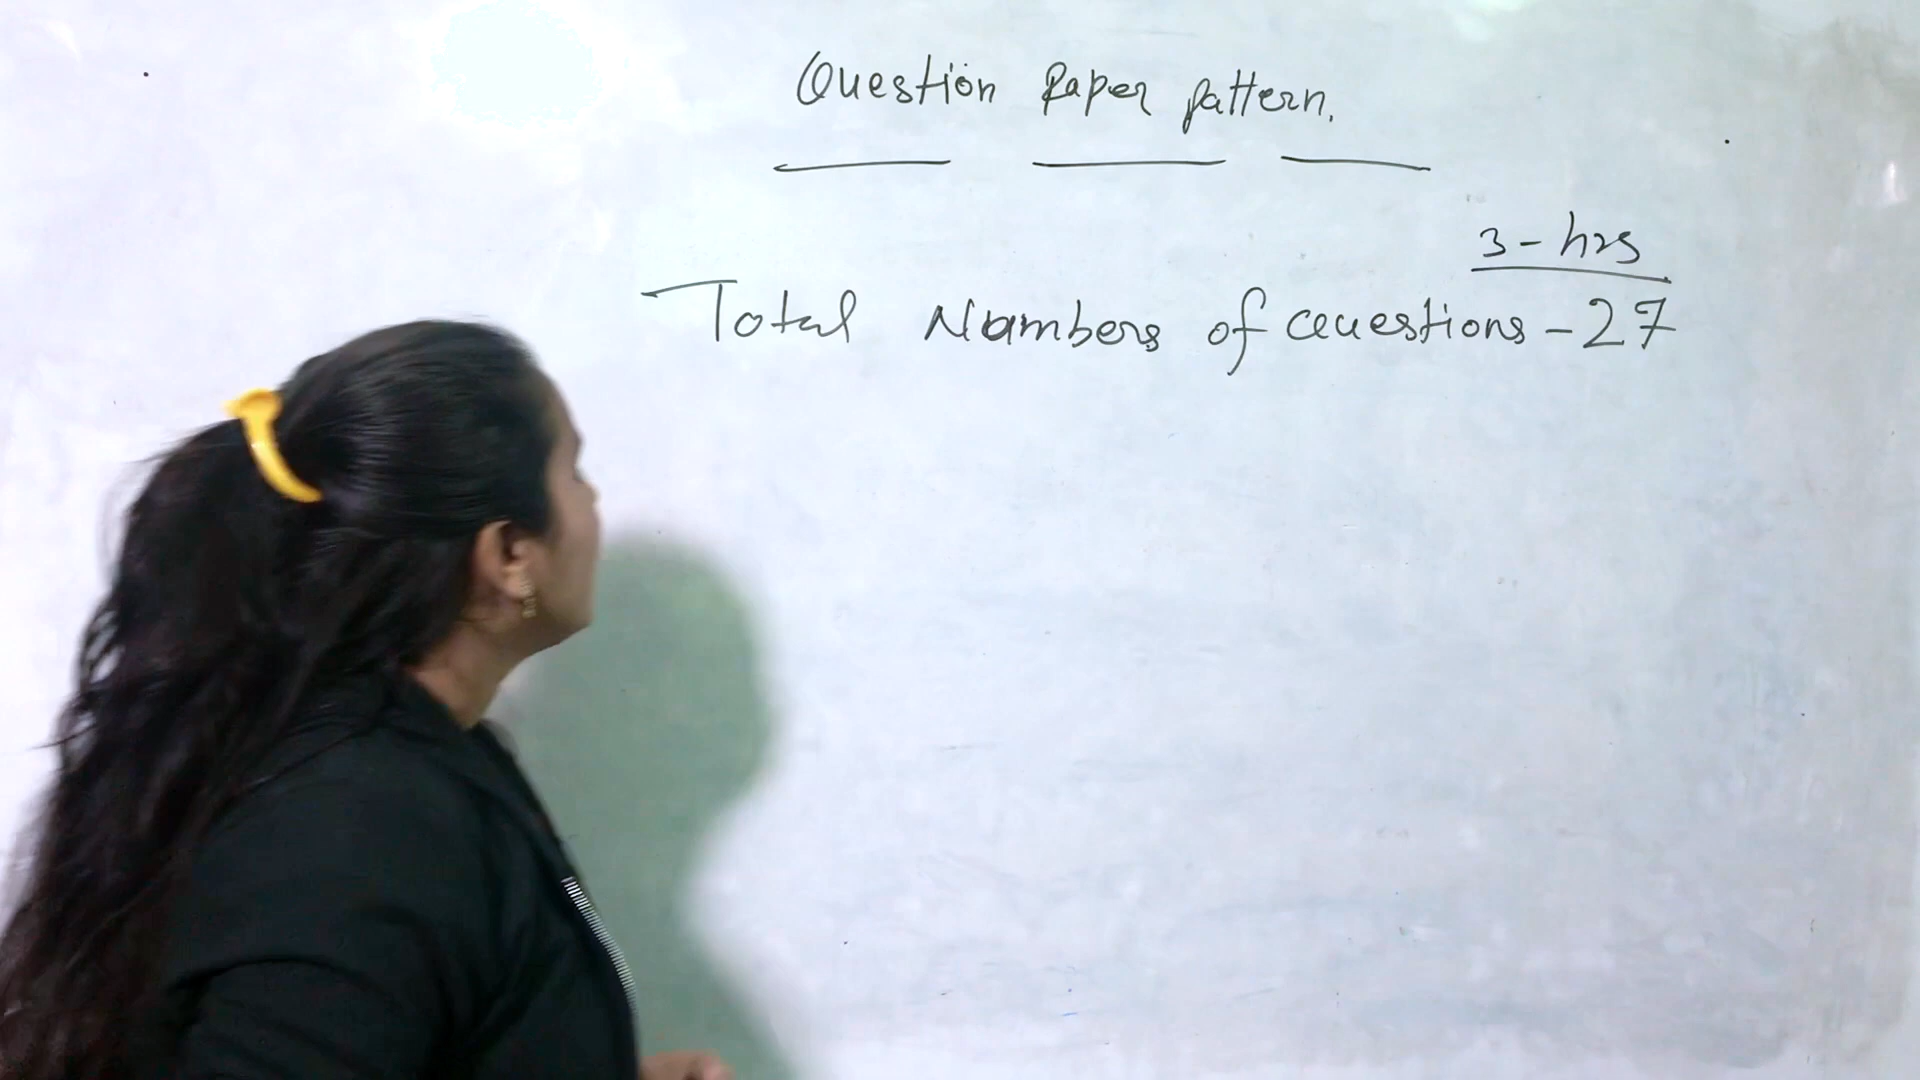 Question Paper pattern.
3 - hrs
Total Numbers of questions - 27